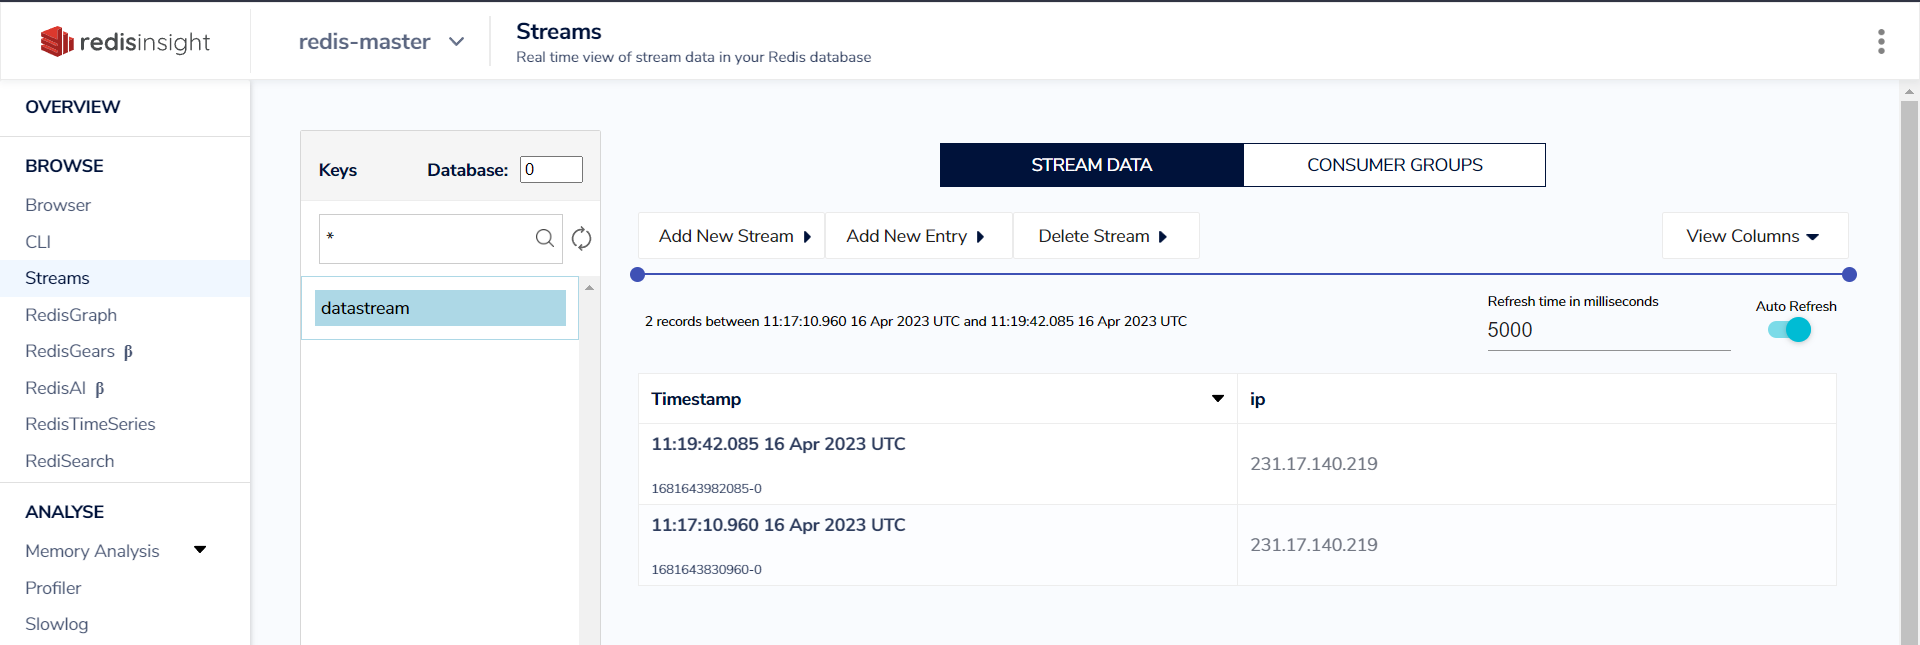 redisinsight
redis-master
Streams
Real time view of stream data in your Redis database
OVERVIEW
BROWSE
Browser
CLI
Streams
RedisGraph
RedisGears β
RedisAI β
RedisTimeSeries
RediSearch
ANALYSE
Memory Analysis
Profiler
Slowlog
Keys Database: 0
*
datastream
STREAM DATA CONSUMER GROUPS
Add New Stream Add New Entry Delete Stream View Columns
2 records between 11:17:10.960 16 Apr 2023 UTC and 11:19:42.085 16 Apr 2023 UTC
Refresh time in milliseconds
5000
Auto Refresh
Timestamp ip
11:19:42.085 16 Apr 2023 UTC
1681643982085-0
231.17.140.219
11:17:10.960 16 Apr 2023 UTC
1681643830960-0
231.17.140.219